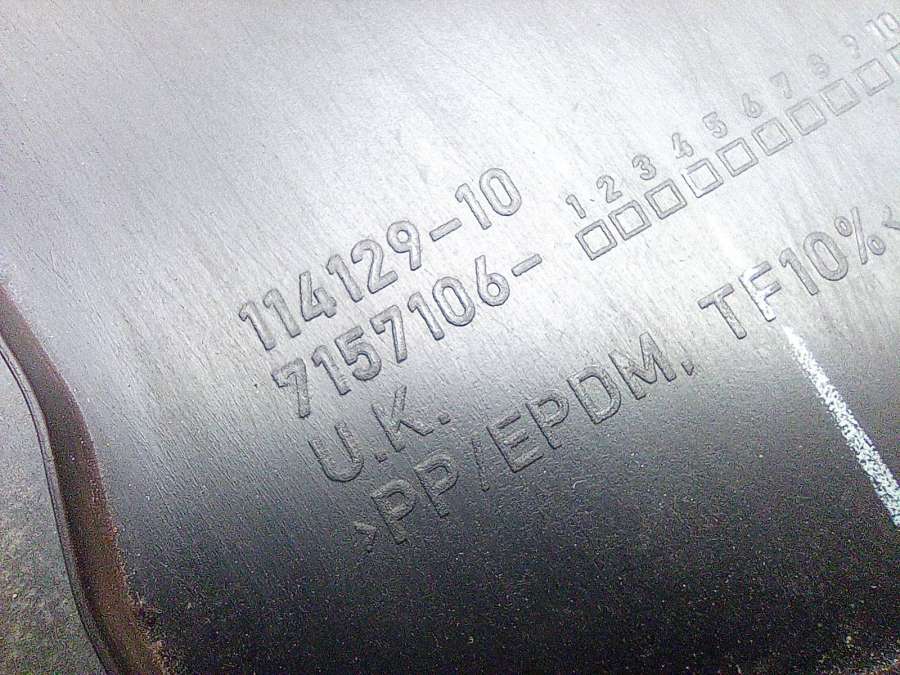 114129-10
7157106- 1 2 3 4 5 6 7 8 9 10
U.K.
>PP/EPDM, TF10%<